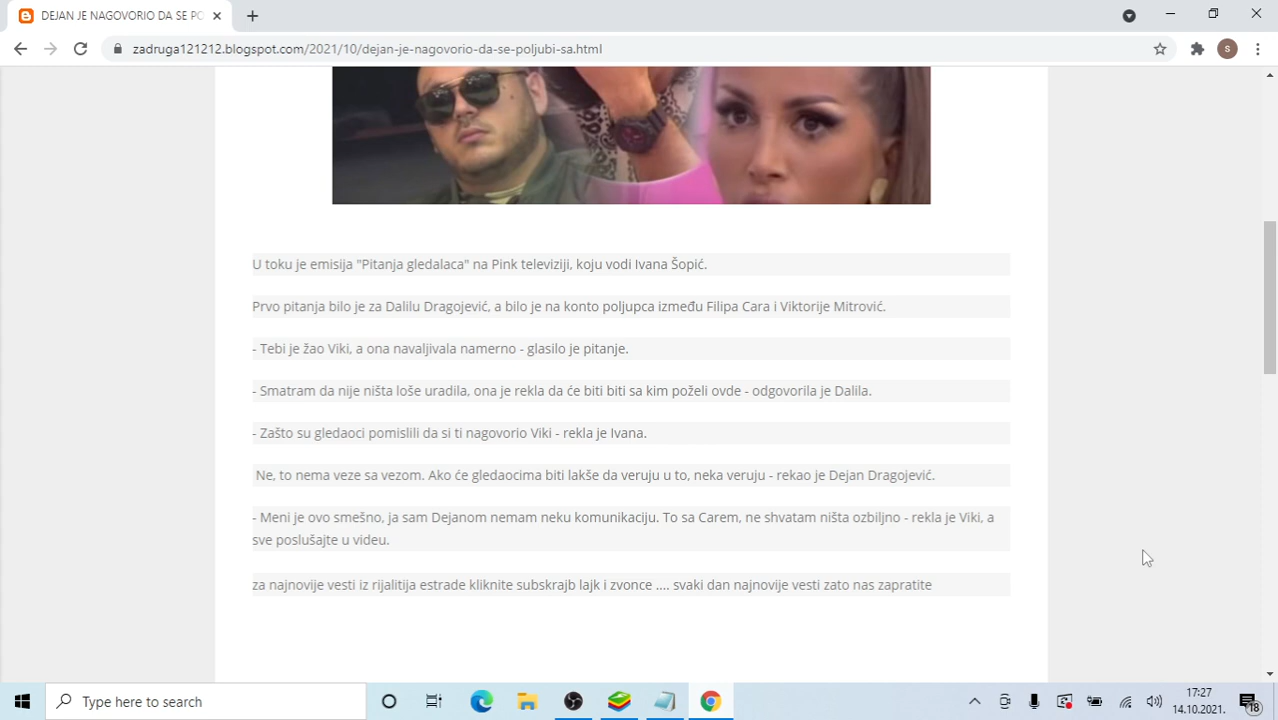 DEJAN JE NAGOVORIO DA SE PO
zadruga121212.blogspot.com/2021/10/dejan-je-nagovorio-da-se-poljubi-sa.html
S
U toku je emisija "Pitanja gledalaca" na Pink televiziji, koju vodi Ivana Šopić.
Prvo pitanja bilo je za Dalilu Dragojević, a bilo je na konto poljupca između Filipa Cara i Viktorije Mitrović.
- Tebi je žao Viki, a ona navaljivala namerno - glasilo je pitanje.
- Smatram da nije ništa loše uradila, ona je rekla da će biti biti sa kim poželi ovde - odgovorila je Dalila.
- Zašto su gledaoci pomislili da si ti nagovorio Viki - rekla je Ivana.
Ne, to nema veze sa vezom. Ako će gledaocima biti lakše da veruju u to, neka veruju - rekao je Dejan Dragojević.
- Meni je ovo smešno, ja sam Dejanom nemam neku komunikaciju. To sa Carem, ne shvatam ništa ozbiljno - rekla je Viki, a
sve poslušajte u videu.
za najnovije vesti iz rijalitija estrade kliknite subskrajb lajk i zvonce .... svaki dan najnovije vesti zato nas zapratite
Type here to search
17:27
14.10.2021.
18